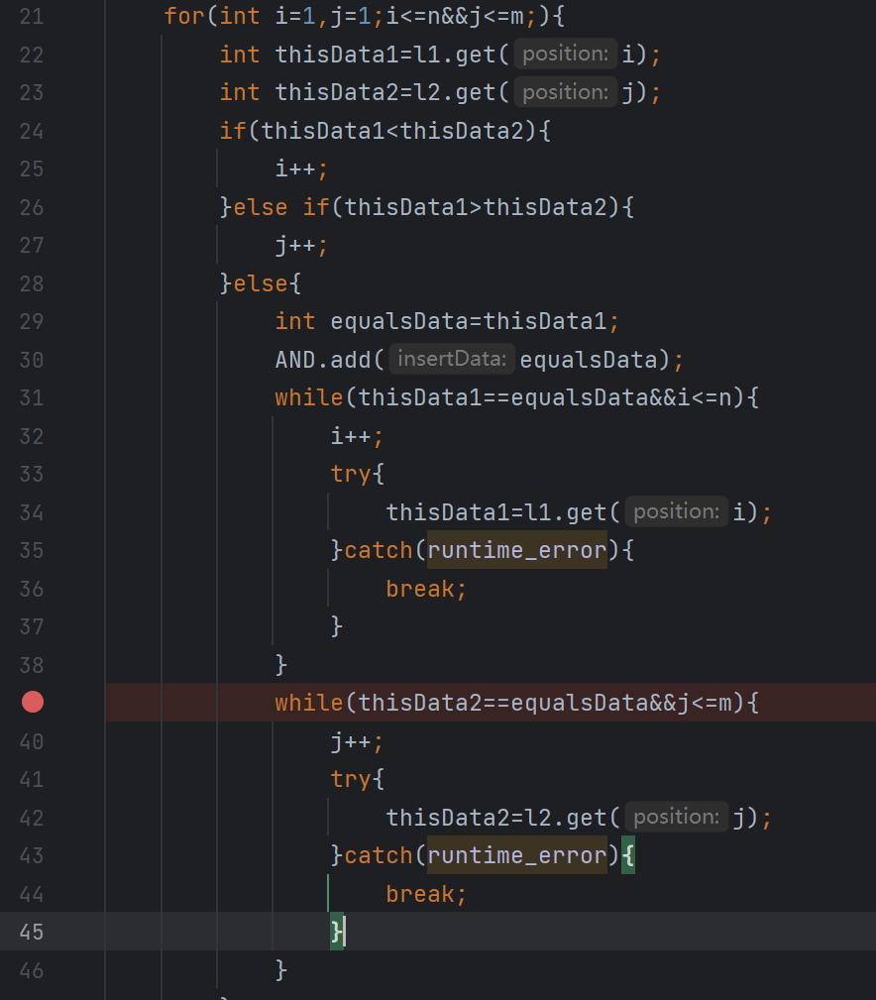 21 for(int i=1,j=1;i<=n&&j<=m;){
22 int thisData1=l1.get( position: i);
23 int thisData2=l2.get( position: j);
24 if(thisData1<thisData2){
25 i++;
26 }else if(thisData1>thisData2){
27 j++;
28 }else{
29 int equalsData=thisData1;
30 AND.add( insertData: equalsData);
31 while(thisData1==equalsData&&i<=n){
32 i++;
33 try{
34 thisData1=l1.get( position: i);
35 }catch(runtime_error){
36 break;
37 }
38 }
while(thisData2==equalsData&&j<=m){
40 j++;
41 try{
42 thisData2=l2.get( position: j);
43 }catch(runtime_error){
44 break;
45 }
46 }